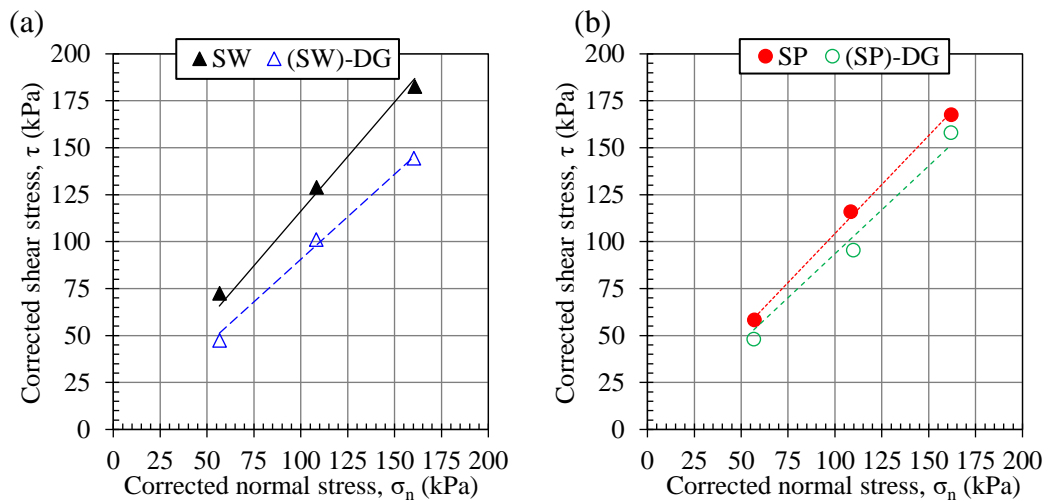 (a)
SW (SW)-DG
Corrected shear stress, τ (kPa)
200
175
150
125
100
75
50
25
0
0 25 50 75 100 125 150 175 200
Corrected normal stress, σn (kPa)
(b)
SP (SP)-DG
Corrected shear stress, τ (kPa)
200
175
150
125
100
75
50
25
0
0 25 50 75 100 125 150 175 200
Corrected normal stress, σn (kPa)